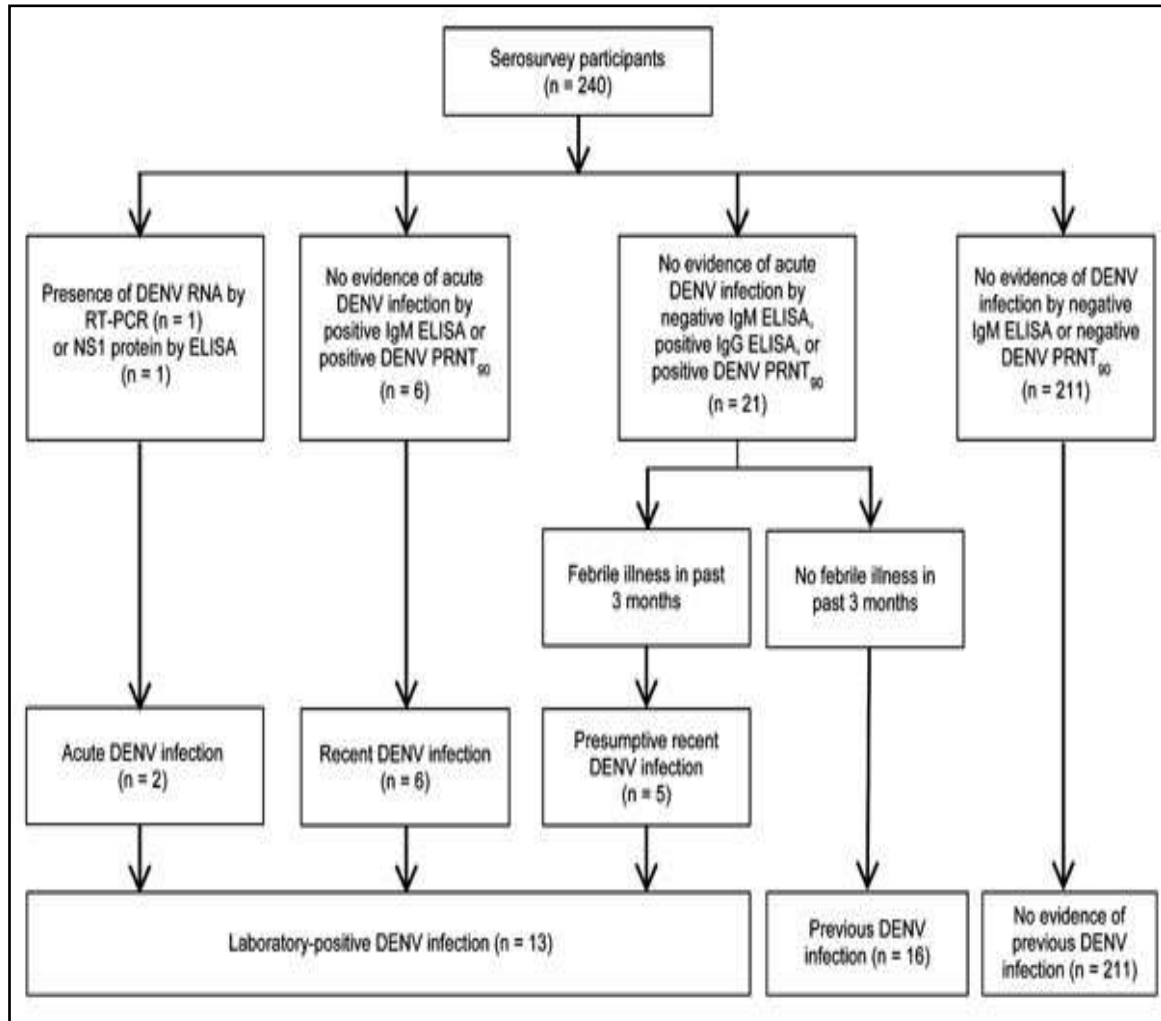 Serosurvey participants
(n = 240)
Presence of DENV RNA by
RT-PCR (n = 1)
or NS1 protein by ELISA
(n = 1)
No evidence of acute
DENV infection by
positive IgM ELISA or
positive DENV PRNT90
(n = 6)
No evidence of acute
DENV infection by
negative IgM ELISA,
positive IgG ELISA, or
positive DENV PRNT90
(n = 21)
No evidence of DENV
infection by negative
IgM ELISA or negative
DENV PRNT90
(n = 211)
Febrile illness in past
3 months
No febrile illness in
past 3 months
Acute DENV infection
(n = 2)
Recent DENV infection
(n = 6)
Presumptive recent
DENV infection
(n = 5)
Laboratory-positive DENV infection (n = 13)
Previous DENV
infection (n = 16)
No evidence of
previous DENV
infection (n = 211)